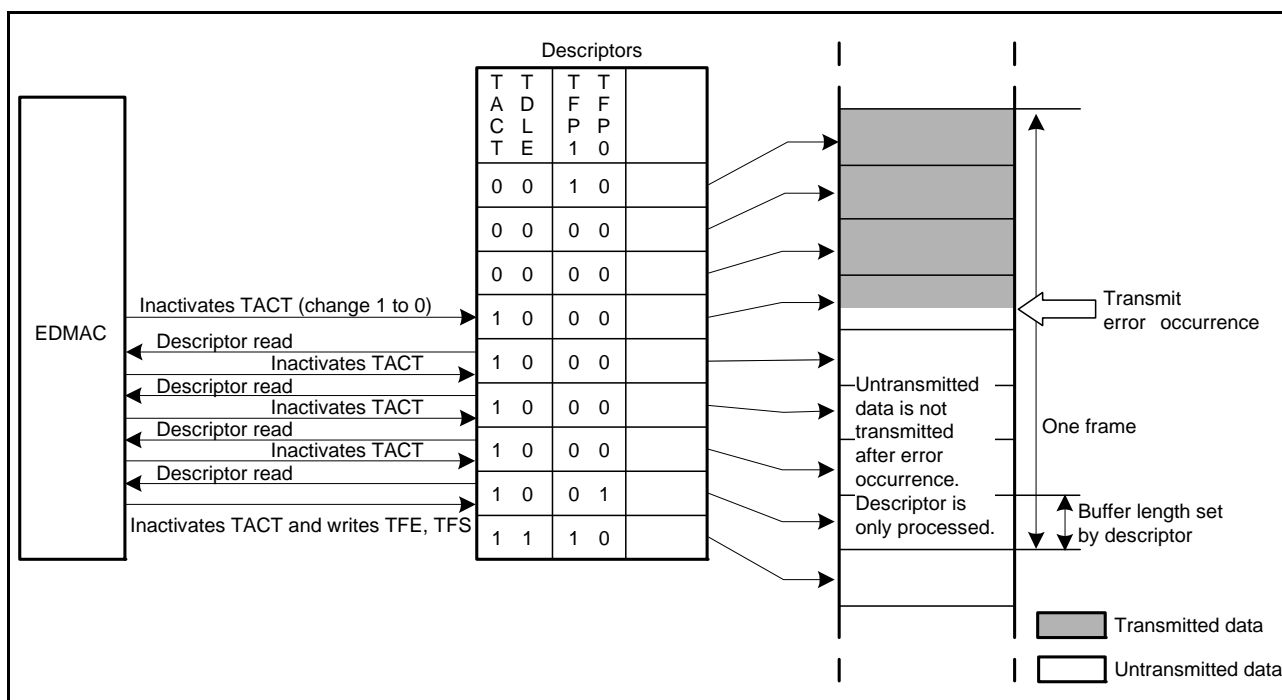 Descriptors
TACT TDLE TFP1 TFP0
0 0 1 0
0 0 0 0
0 0 0 0
1 0 0 0
1 0 0 0
1 0 0 0
1 0 0 0
1 0 0 1
1 1 1 0
EDMAC
Inactivates TACT (change 1 to 0)
Descriptor read
Inactivates TACT
Descriptor read
Inactivates TACT
Descriptor read
Inactivates TACT
Descriptor read
Inactivates TACT and writes TFE, TFS
Transmit
error occurrence
Untransmitted
data is not
transmitted
after error
occurrence.
Descriptor is
only processed.
One frame
Buffer length set
by descriptor
Transmitted data
Untransmitted data